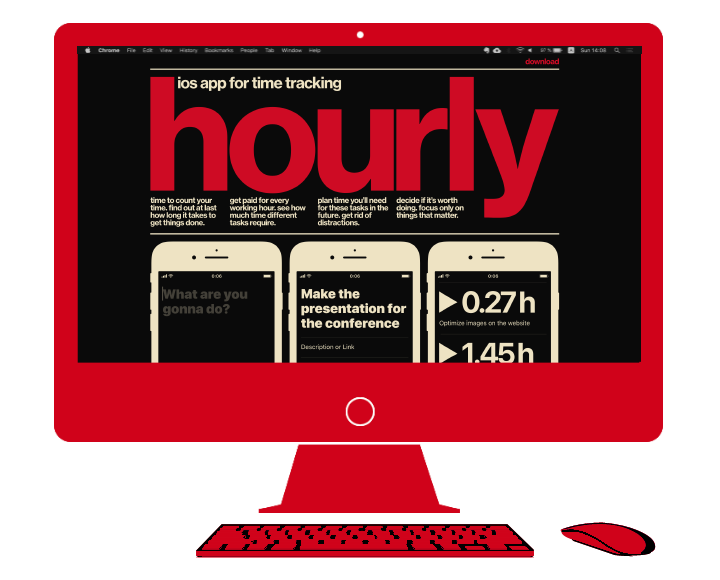 Chrome File Edit View History Bookmarks People Tab Window Help 97% Sun 14:06
download
ios app for time tracking
hourly
time to count your
time. find out at last
how long it takes to
get things done.
get paid for every
working hour. see how
much time different
tasks require.
plan time you'll need
for these tasks in the
future. get rid of
distractions.
decide if it's worth
doing. focus only on
things that matter.
0:06
What are you
gonna do?
0:06
Make the
presentation for
the conference
Description or Link
0:06
0.27h
Optimize images on the website
1.45h